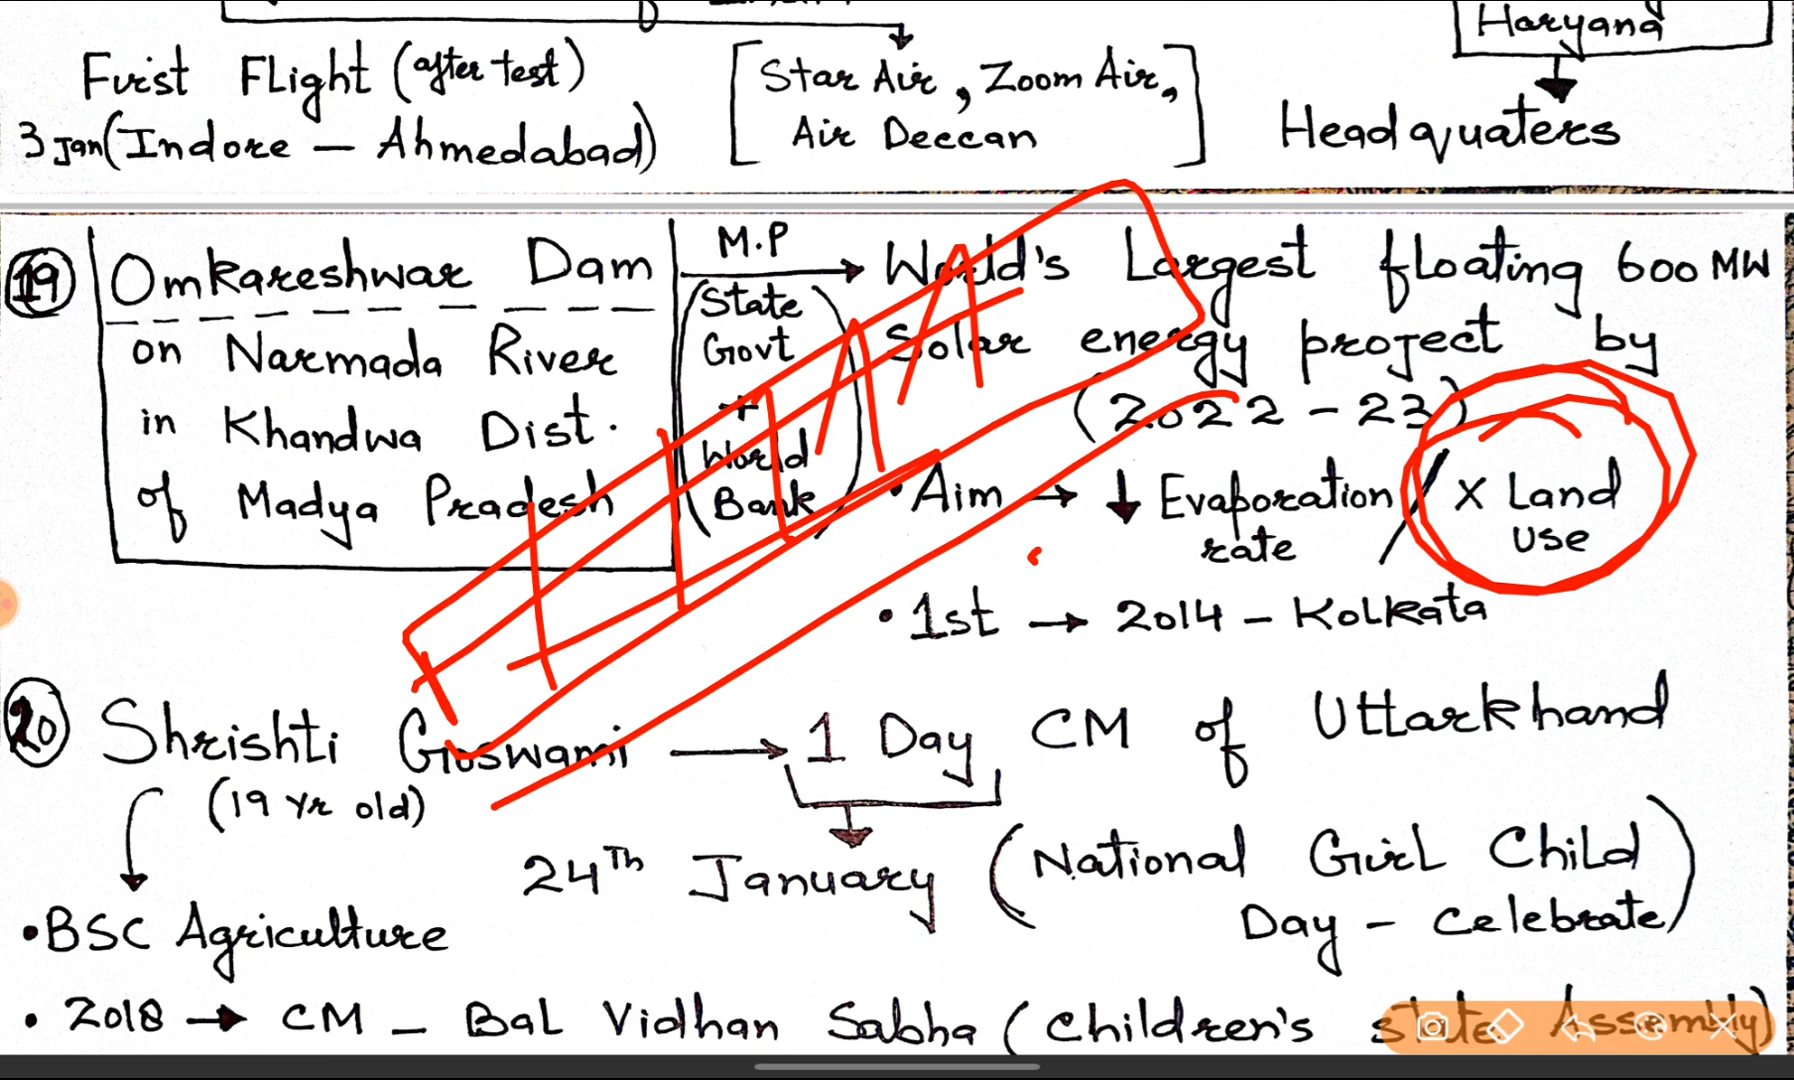 Haryana
First Flight (after test)
[Star Air, Zoom Air,
Headquaters
3 Jan (Indore - Ahmedabad)
Air Deccan]
19
Omkareshwar Dam
M.P → World's Largest floating 600 MW
(State
on Narmada River
Govt
Solar energy project by
+
(2022-23)
in Khandwa Dist.
World
of Madya Pradesh
Bank)
• Aim → ↓ Evaporation / X Land
rate
use
• 1st → 2014 - Kolkata
20
Shrishti Goswami → 1 Day CM of Uttarkhand
(19 Yr old)
24Th January (National Girl Child
• BSC Agriculture
Day - celebrate)
• 2018 → CM - Bal Vidhan Sabha (Children's state Assembly)